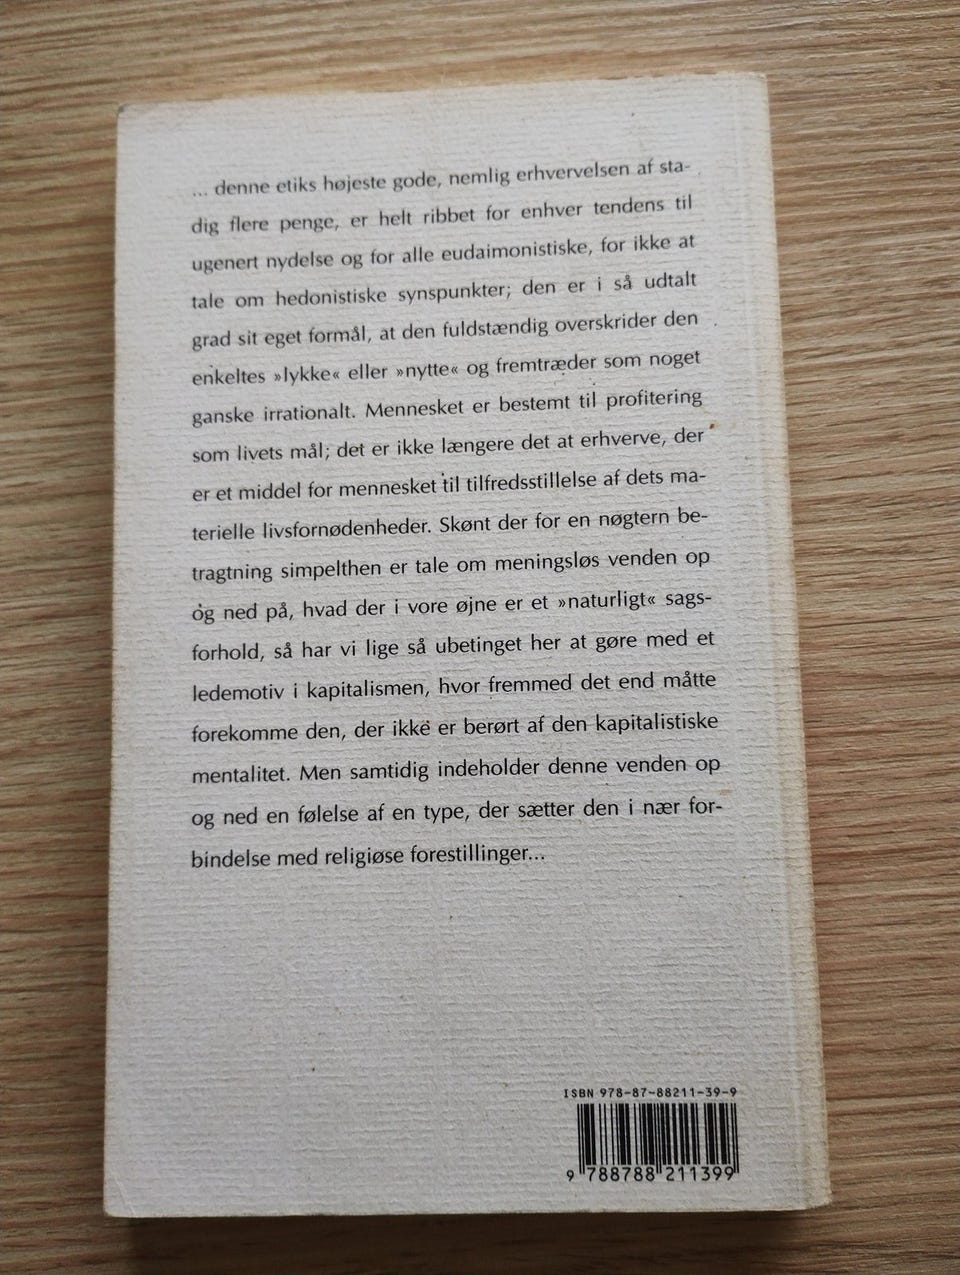 ... denne etiks højeste gode, nemlig erhvervelsen af sta-
dig flere penge, er helt ribbet for enhver tendens til
ugenert nydelse og for alle eudaimonistiske, for ikke at
tale om hedonistiske synspunkter; den er i så udtalt
grad sit eget formål, at den fuldstændig overskrider den
enkeltes »lykke« eller »nytte« og fremtræder som noget
ganske irrationalt. Mennesket er bestemt til profitering
som livets mål; det er ikke længere det at erhverve, der
er et middel for mennesket til tilfredsstillelse af dets ma-
terielle livsfornødenheder. Skønt der for en nøgtern be-
tragtning simpelthen er tale om meningsløs venden op
og ned på, hvad der i vore øjne er et »naturligt« sags-
forhold, så har vi lige så ubetinget her at gøre med et
ledemotiv i kapitalismen, hvor fremmed det end måtte
forekomme den, der ikke er berørt af den kapitalistiske
mentalitet. Men samtidig indeholder denne venden op
og ned en følelse af en type, der sætter den i nær for-
bindelse med religiøse forestillinger...
ISBN 978-87-88211-39-9
9 788788 211399